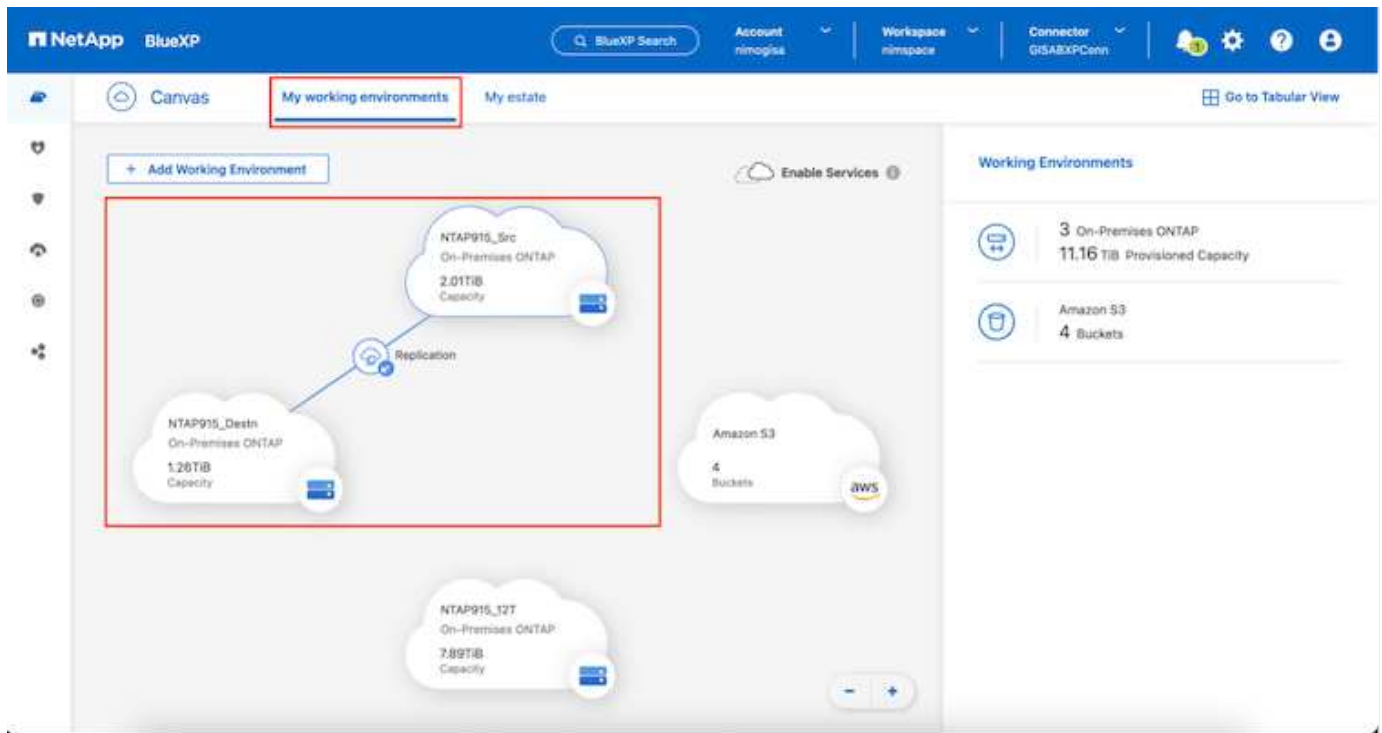 NetApp BlueXP
BlueXP Search
Account
nimogisa
Workspace
nimspace
Connector
GISABXPConn
1
Canvas
My working environments
My estate
Go to Tabular View
+ Add Working Environment
Enable Services
Working Environments
NTAP915_Src
On-Premises ONTAP
2.01TiB
Capacity
3 On-Premises ONTAP
11.16 TiB Provisioned Capacity
Amazon S3
4 Buckets
Replication
NTAP915_Destn
On-Premises ONTAP
1.26TiB
Capacity
Amazon S3
4
Buckets
aws
NTAP915_12T
On-Premises ONTAP
7.89TiB
Capacity
- +